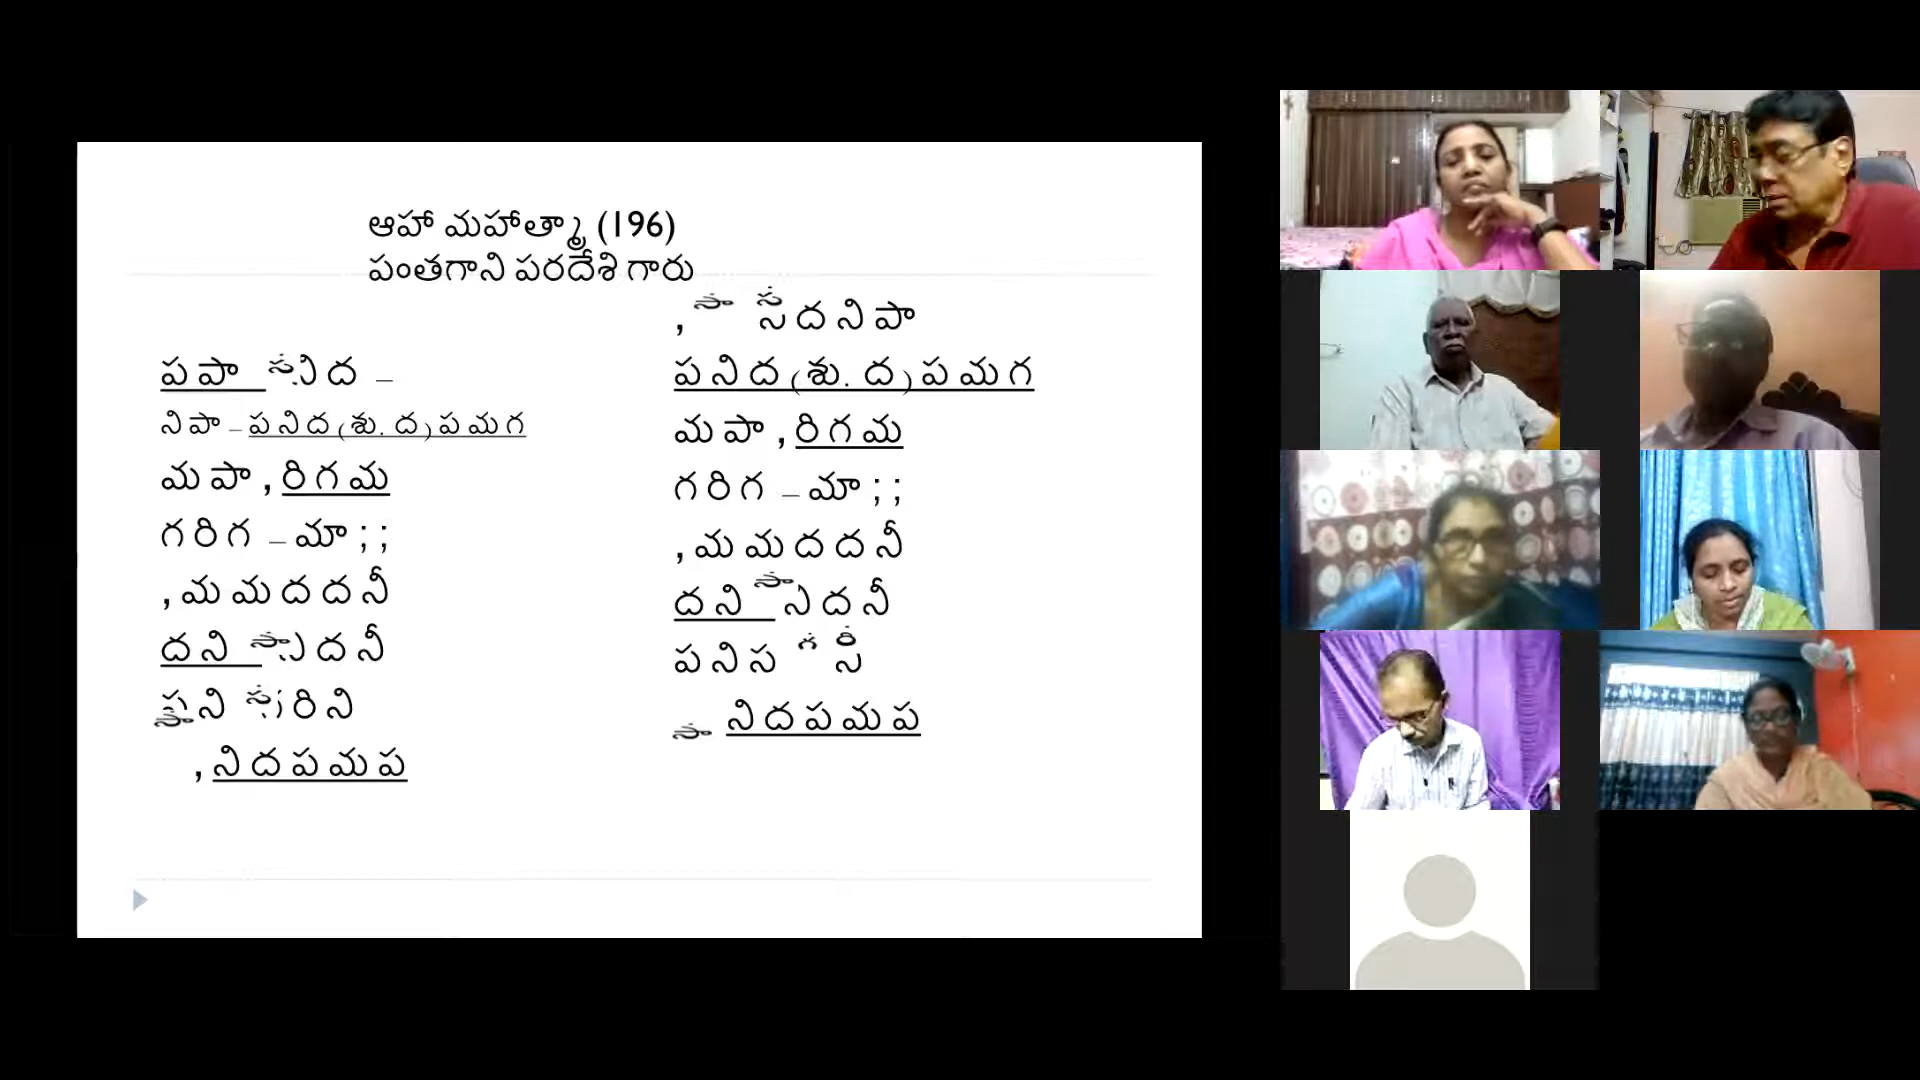 ఆహా మహాత్మా (196)
పంతగాని పరదేశి గారు
పపా నిద –
నిపా – పనిద(శు. ద)పమగ
మపా , రిగమ
గరిగ – మా ; ;
, మమదదనీ
దని దనీ
ని రిని
, నిదపమప
, సా సదనిపా
పనిద(శు. ద)పమగ
మపా , రిగమ
గరిగ – మా ; ;
, మమదదనీ
దని సా నిదనీ
పనిస గ రి స
సా నిదపమప